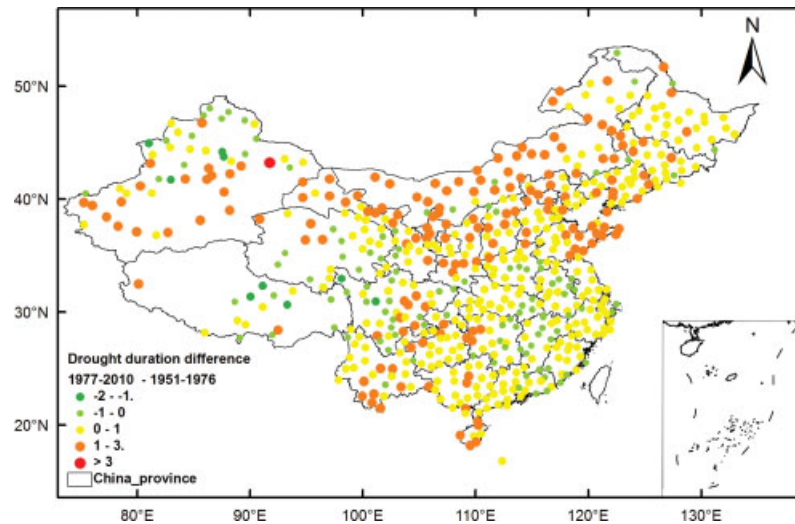 N
50°N
40°N
30°N
20°N
Drought duration difference
1977-2010 - 1951-1976
-2 - -1.
-1 - 0
0 - 1
1 - 3.
> 3
China_province
80°E 90°E 100°E 110°E 120°E 130°E